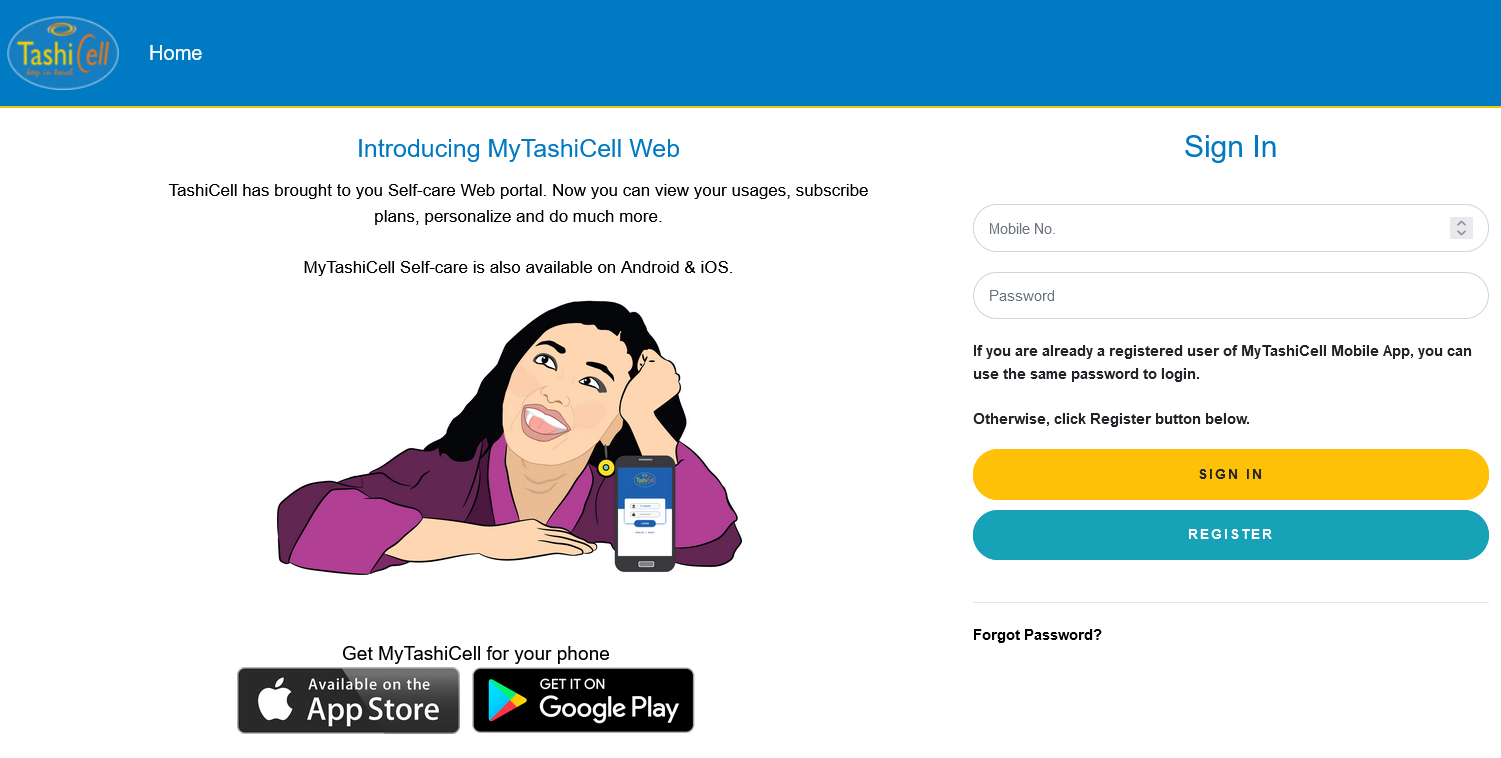 TashiCell
keep in touch
Home
Introducing MyTashiCell Web
TashiCell has brought to you Self-care Web portal. Now you can view your usages, subscribe
plans, personalize and do much more.
MyTashiCell Self-care is also available on Android & iOS.
TashiCell
Get MyTashiCell for your phone
Available on the
App Store
GET IT ON
Google Play
Sign In
Mobile No.
Password
If you are already a registered user of MyTashiCell Mobile App, you can
use the same password to login.
Otherwise, click Register button below.
SIGN IN
REGISTER
Forgot Password?